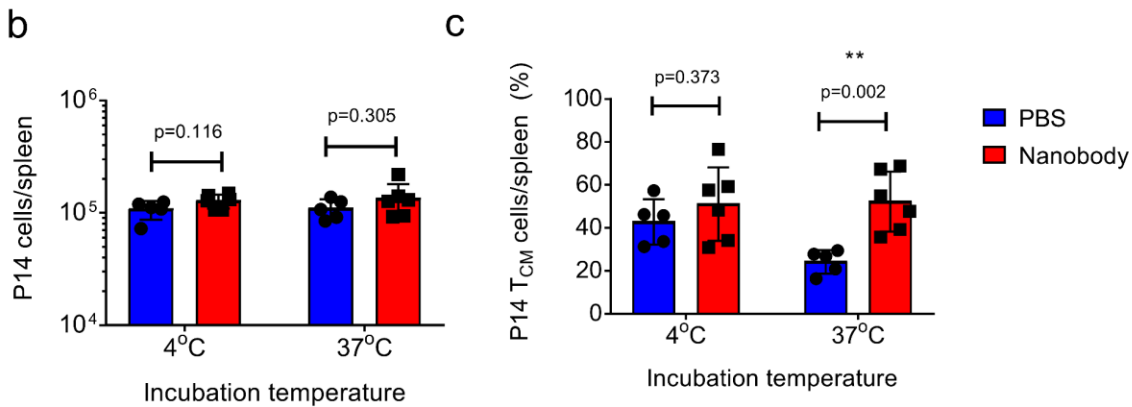 b
P14 cells/spleen
10⁶
10⁵
10⁴
p=0.116
p=0.305
4°C
37°C
Incubation temperature
c
P14 T_CM cells/spleen (%)
100
80
60
40
20
0
p=0.373
**
p=0.002
4°C
37°C
Incubation temperature
PBS
Nanobody